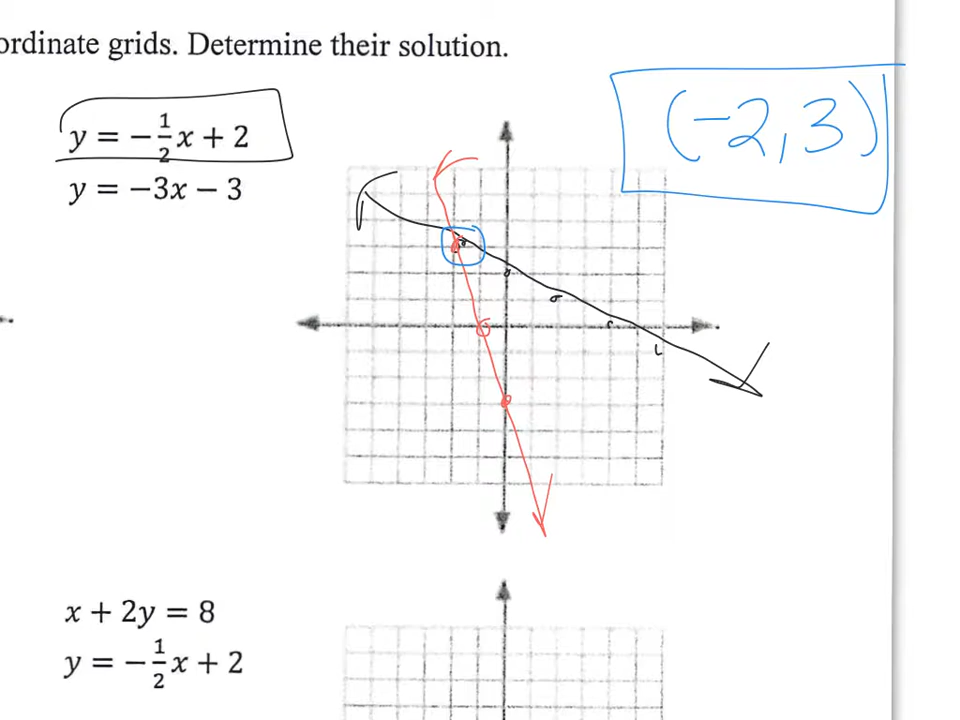 ordinate grids. Determine their solution.
(-2,3)
y = -1/2x + 2
y = -3x - 3
x + 2y = 8
y = -1/2x + 2